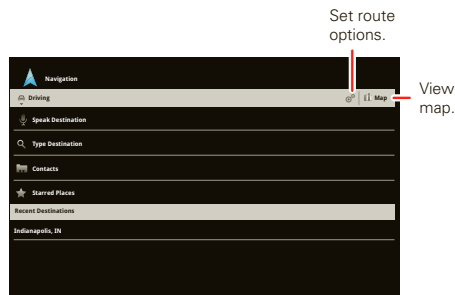 Set route
options.
Navigation
Driving
Map
View
map.
Speak Destination
Type Destination
Contacts
Starred Places
Recent Destinations
Indianapolis, IN